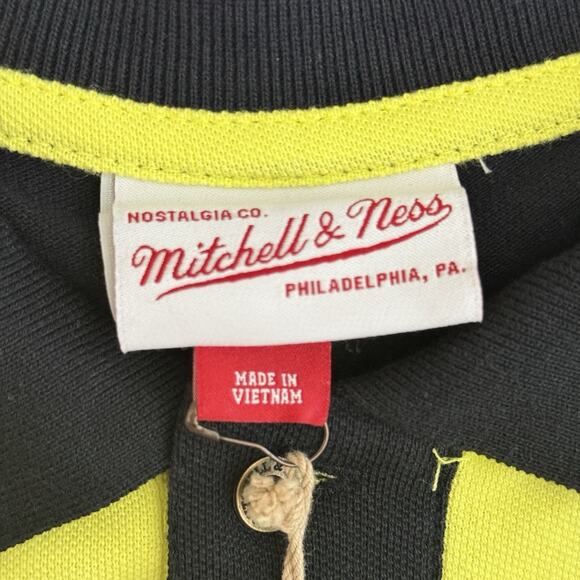 NOSTALGIA CO.
Mitchell & Ness
PHILADELPHIA, PA.
MADE IN
VIETNAM